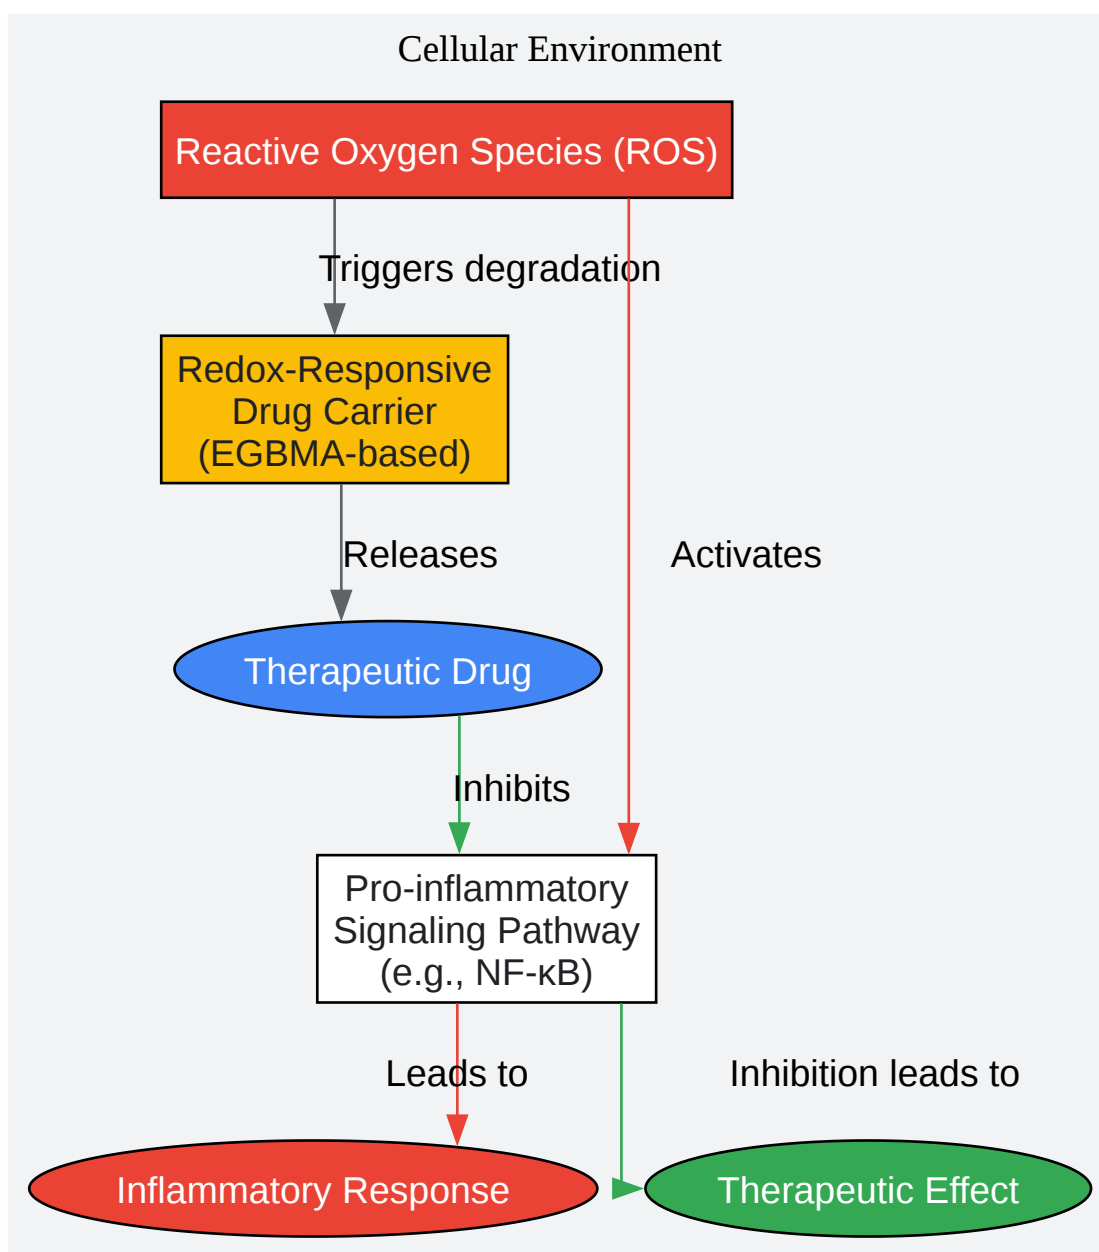 Cellular Environment
Reactive Oxygen Species (ROS)
Triggers degradation
Redox-Responsive
Drug Carrier
(EGBMA-based)
Releases
Activates
Therapeutic Drug
Inhibits
Pro-inflammatory
Signaling Pathway
(e.g., NF-κB)
Leads to
Inhibition leads to
Inflammatory Response
Therapeutic Effect